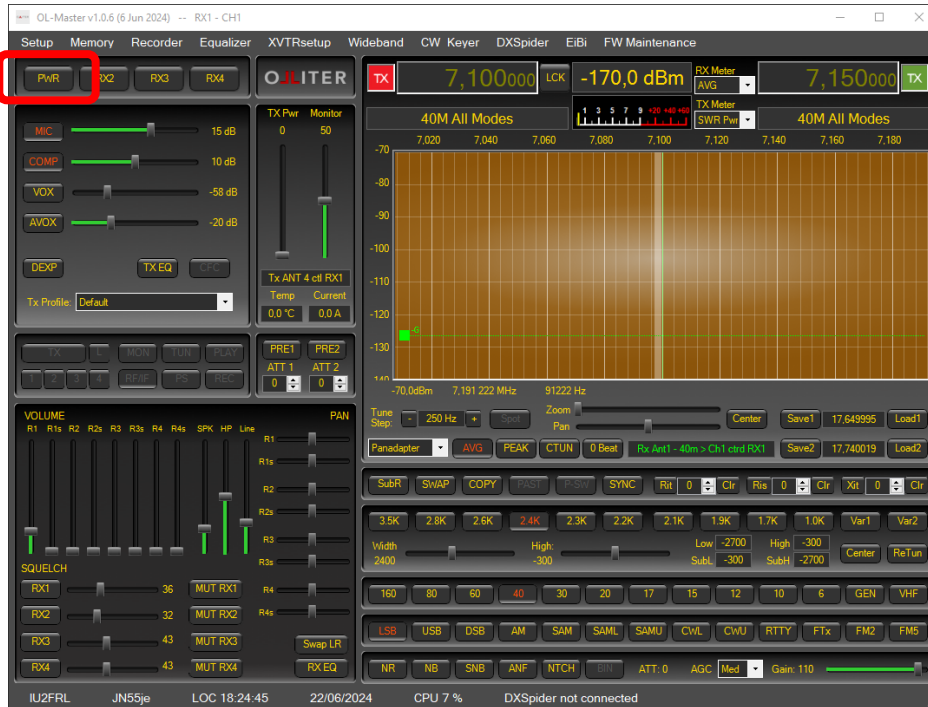 OL-Master v1.0.6 (6 Jun 2024) -- RX1 - CH1
Setup Memory Recorder Equalizer XVTRsetup Wideband CW Keyer DXSpider EiBi FW Maintenance
PWR RX2 RX3 RX4
OLLITER
TX 7,100000 LCK -170,0 dBm RX Meter AVG 7,150000 TX
TX Meter SWR Pwr
1 3 5 7 9 +20 +40 +60
40M All Modes 40M All Modes
MIC 15 dB
COMP 10 dB
VOX -58 dB
AVOX -20 dB
DEXP TX EQ CFC
Tx Profile: Default
TX Pwr Monitor
0 50
Tx ANT 4 ctl RX1
Temp Current
0,0 °C 0,0 A
7,020 7,040 7,060 7,080 7,100 7,120 7,140 7,160 7,180
-70
-80
-90
-100
-110
-120
-G
-130
-140
-70,0dBm 7,191 222 MHz 91222 Hz
TX L MON TUN PLAY
1 2 3 4 RF/IF PS REC
PRE1 PRE2
ATT 1 ATT 2
0 0
Tune Step: - 250 Hz + Spot Zoom Pan Center Save1 17,649995 Load1
Panadapter AVG PEAK CTUN 0 Beat Rx Ant1 - 40m > Ch1 ctrd RX1 Save2 17,740019 Load2
VOLUME PAN
R1 R1s R2 R2s R3 R3s R4 R4s SPK HP Line
R1
R1s
R2
R2s
R3
R3s
R4
R4s
SQUELCH
RX1 36 MUT RX1
RX2 32 MUT RX2
RX3 43 MUT RX3 Swap LR
RX4 43 MUT RX4 RX EQ
SubR SWAP COPY PAST P-SW SYNC Rit 0 Clr Ris 0 Clr Xit 0 Clr
3.5K 2.8K 2.6K 2.4K 2.3K 2.2K 2.1K 1.9K 1.7K 1.0K Var1 Var2
Width 2400 High: -300 Low -2700 High -300 Center ReTun
SubL -300 SubH -2700
160 80 60 40 30 20 17 15 12 10 6 GEN VHF
LSB USB DSB AM SAM SAML SAMU CWL CWU RTTY FTx FM2 FM5
NR NB SNB ANF NTCH BIN ATT: 0 AGC Med Gain: 110
IU2FRL JN55je LOC 18:24:45 22/06/2024 CPU 7 % DXSpider not connected